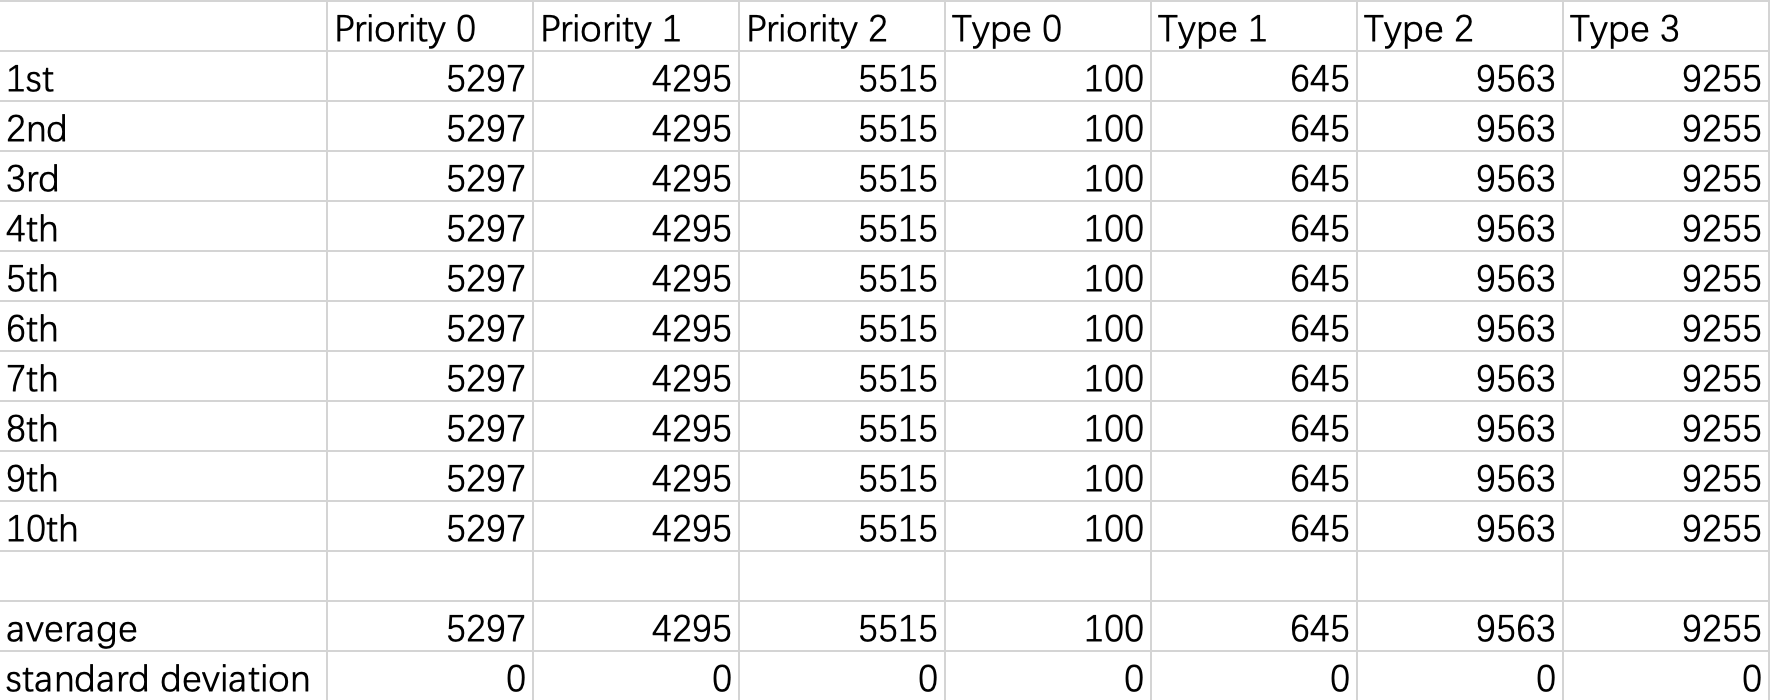 Priority 0 Priority 1 Priority 2 Type 0 Type 1 Type 2 Type 3
1st 5297 4295 5515 100 645 9563 9255
2nd 5297 4295 5515 100 645 9563 9255
3rd 5297 4295 5515 100 645 9563 9255
4th 5297 4295 5515 100 645 9563 9255
5th 5297 4295 5515 100 645 9563 9255
6th 5297 4295 5515 100 645 9563 9255
7th 5297 4295 5515 100 645 9563 9255
8th 5297 4295 5515 100 645 9563 9255
9th 5297 4295 5515 100 645 9563 9255
10th 5297 4295 5515 100 645 9563 9255
average 5297 4295 5515 100 645 9563 9255
standard deviation 0 0 0 0 0 0 0